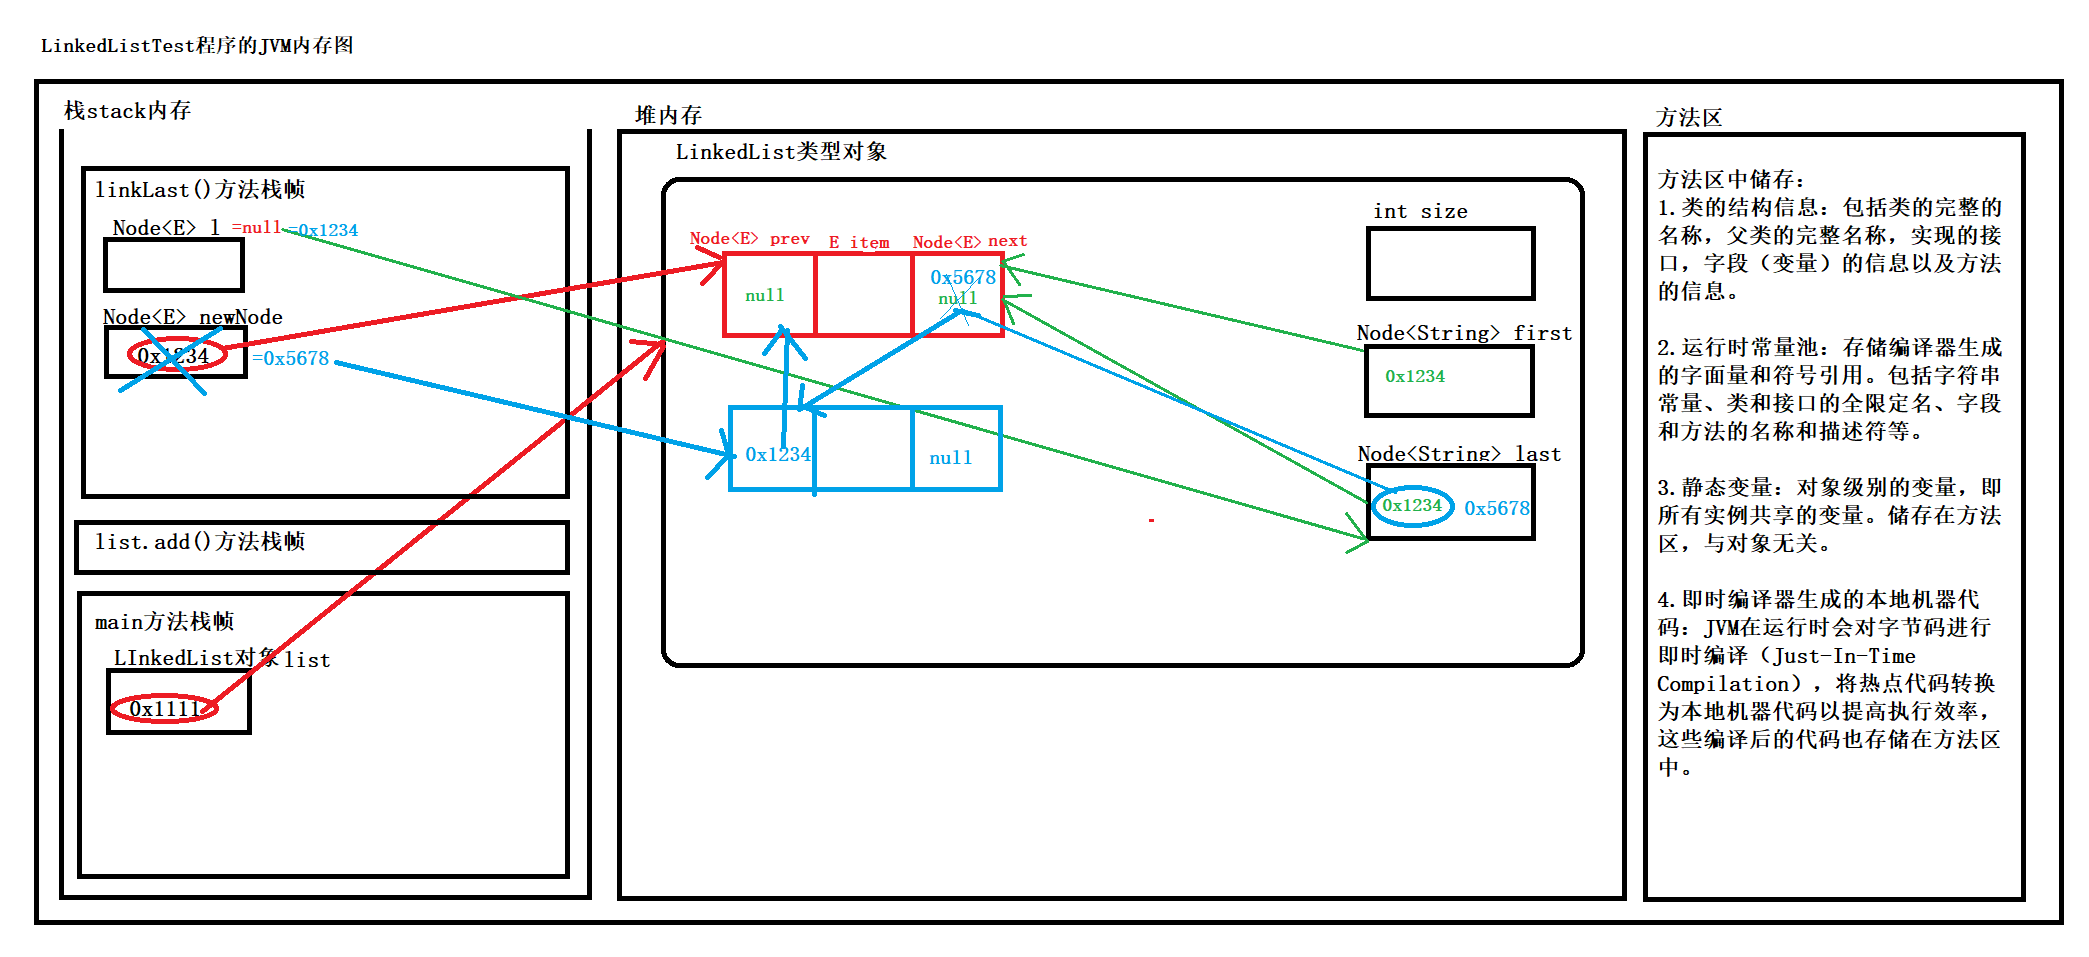 LinkedListTest程序的JVM内存图
栈stack内存
linkLast()方法栈帧
Node<E> l =null =0x1234
Node<E> newNode
0x1234 =0x5678
list.add()方法栈帧
main方法栈帧
LInkedList对象list
0x1111
堆内存
LinkedList类型对象
Node<E> prev E item Node<E> next
null
0x5678
null
0x1234
null
int size
Node<String> first
0x1234
Node<String> last
0x1234 0x5678
方法区
方法区中储存：
1.类的结构信息：包括类的完整的
名称，父类的完整名称，实现的接
口，字段（变量）的信息以及方法
的信息。
2.运行时常量池：存储编译器生成
的字面量和符号引用。包括字符串
常量、类和接口的全限定名、字段
和方法的名称和描述符等。
3.静态变量：对象级别的变量，即
所有实例共享的变量。储存在方法
区，与对象无关。
4.即时编译器生成的本地机器代
码：JVM在运行时会对字节码进行
即时编译（Just-In-Time
Compilation），将热点代码转换
为本地机器代码以提高执行效率，
这些编译后的代码也存储在方法区
中。